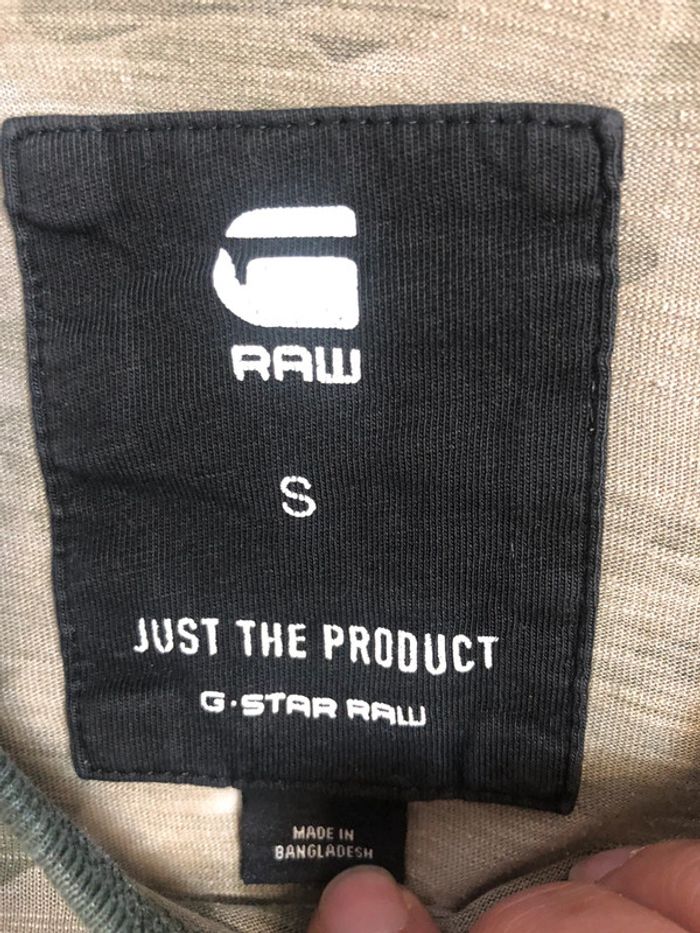 RAW
S
JUST THE PRODUCT
G·STAR RAW
MADE IN
BANGLADESH